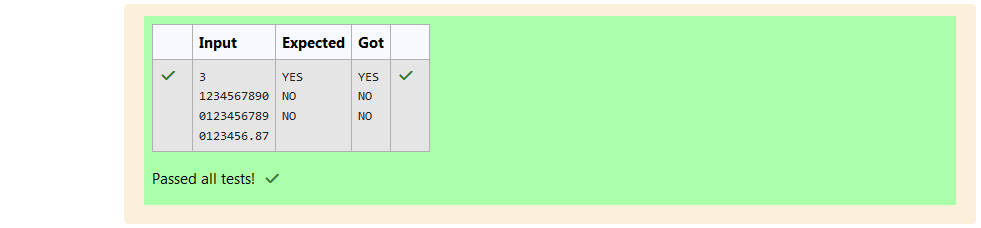 Input Expected Got
3 YES YES
1234567890 NO NO
0123456789 NO NO
0123456.87
Passed all tests!